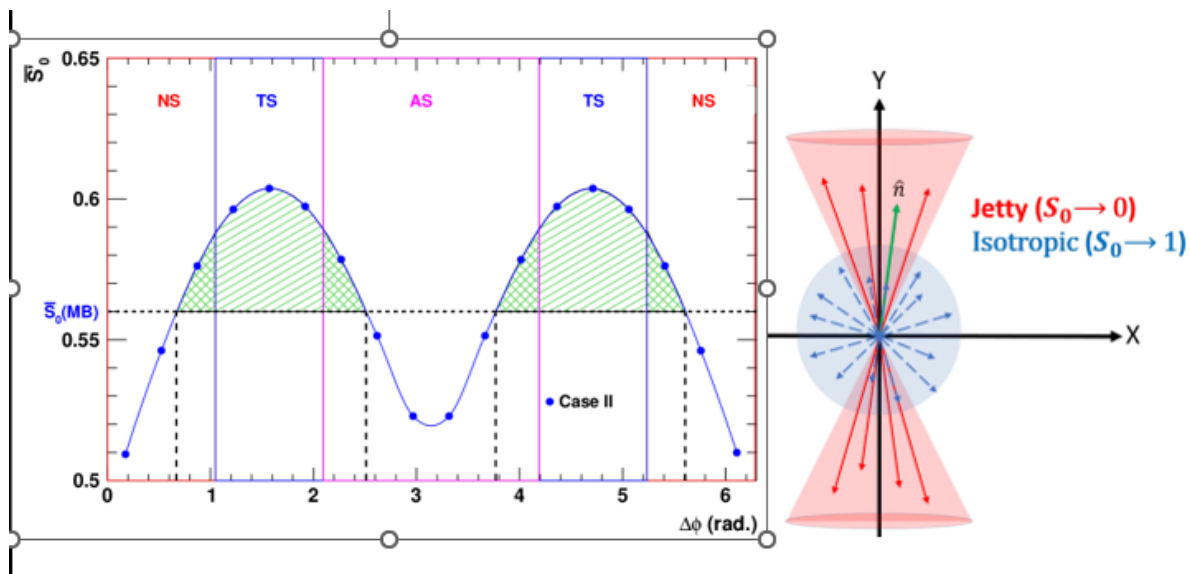 S̅₀
0.65
0.6
S̅₀(MB)
0.55
0.5
NS
TS
AS
TS
NS
Case II
0 1 2 3 4 5 6
Δϕ (rad.)
Y
n̂
X
Jetty (S₀ → 0)
Isotropic (S₀ → 1)